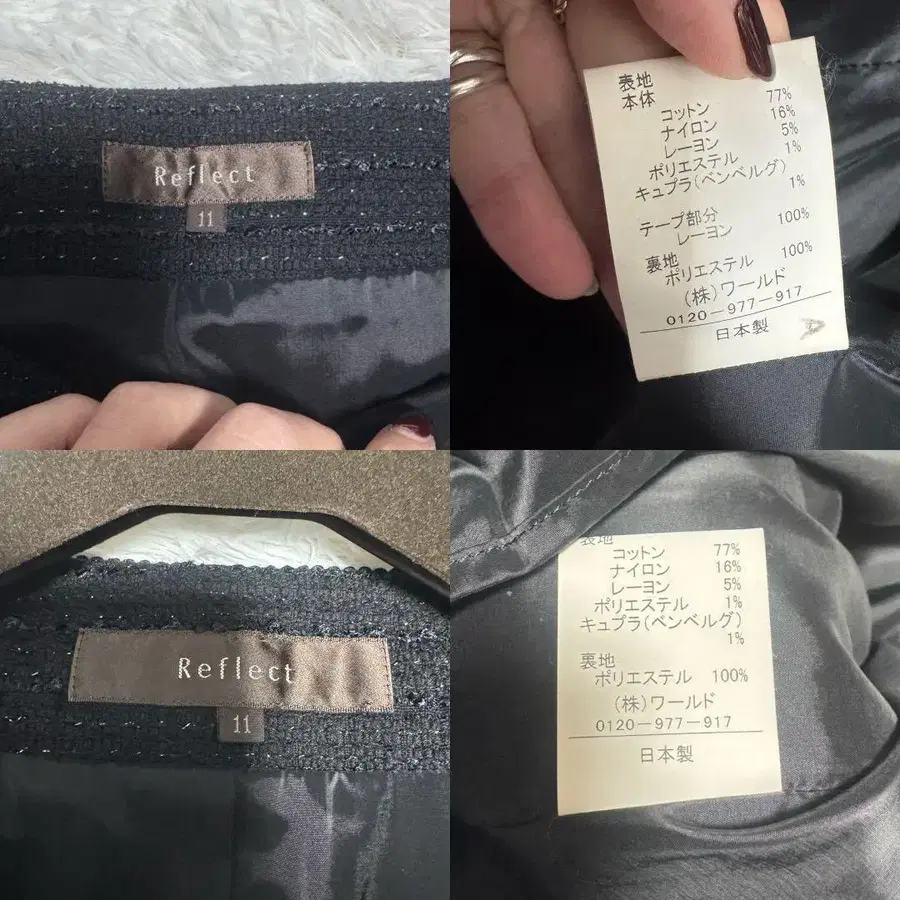 Reflect
11
表地
本体
コットン 77%
ナイロン 16%
レーヨン 5%
ポリエステル 1%
キュプラ(ベンベルグ)
1%
テープ部分
レーヨン 100%
裏地
ポリエステル 100%
(株)ワールド
0120-977-917
日本製
Reflect
11
表地
コットン 77%
ナイロン 16%
レーヨン 5%
ポリエステル 1%
キュプラ(ベンベルグ)
1%
裏地
ポリエステル 100%
(株)ワールド
0120-977-917
日本製